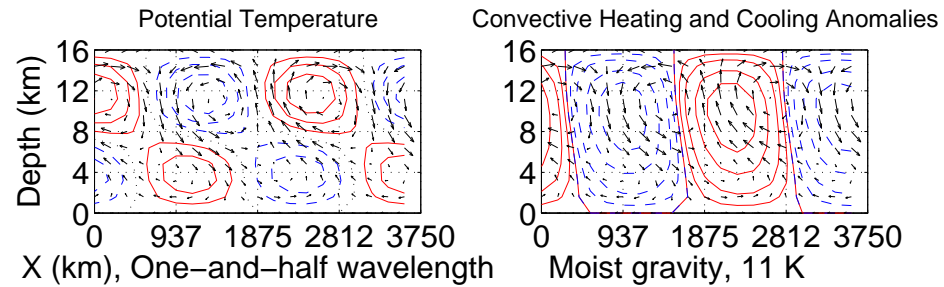 Potential Temperature
Convective Heating and Cooling Anomalies
Depth (km)
16
12
8
4
0
0 937 1875 2812 3750
16
12
8
4
0
0 937 1875 2812 3750
X (km), One−and−half wavelength
Moist gravity, 11 K